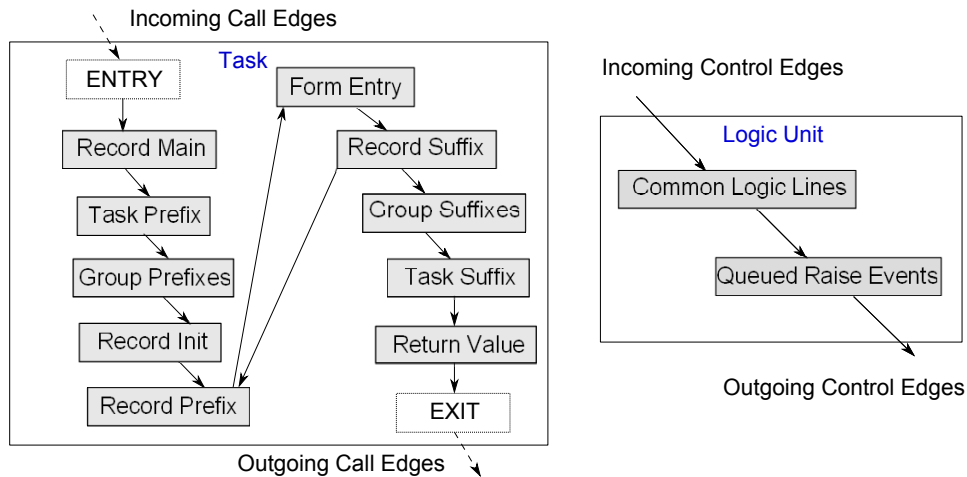 Incoming Call Edges
Task
ENTRY
Record Main
Task Prefix
Group Prefixes
Record Init
Record Prefix
Form Entry
Record Suffix
Group Suffixes
Task Suffix
Return Value
EXIT
Outgoing Call Edges
Incoming Control Edges
Logic Unit
Common Logic Lines
Queued Raise Events
Outgoing Control Edges